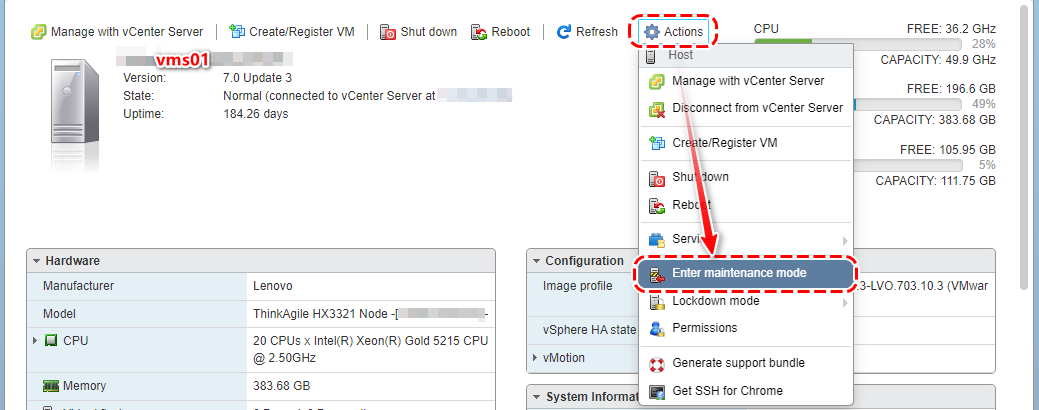 Manage with vCenter Server
Create/Register VM
Shut down
Reboot
Refresh
Actions
vms01
Version: 7.0 Update 3
State: Normal (connected to vCenter Server at
Uptime: 184.26 days
CPU FREE: 36.2 GHz
28%
CAPACITY: 49.9 GHz
FREE: 196.6 GB
49%
CAPACITY: 383.68 GB
FREE: 105.95 GB
5%
CAPACITY: 111.75 GB
Host
Manage with vCenter Server
Disconnect from vCenter Server
Create/Register VM
Shut down
Reboot
Servi
Enter maintenance mode
Lockdown mode
Permissions
Generate support bundle
Get SSH for Chrome
Hardware
Manufacturer Lenovo
Model ThinkAgile HX3321 Node -[ -
CPU 20 CPUs x Intel(R) Xeon(R) Gold 5215 CPU
@ 2.50GHz
Memory 383.68 GB
Configuration
Image profile .3-LVO.703.10.3 (VMwar
vSphere HA state
vMotion
System Informat